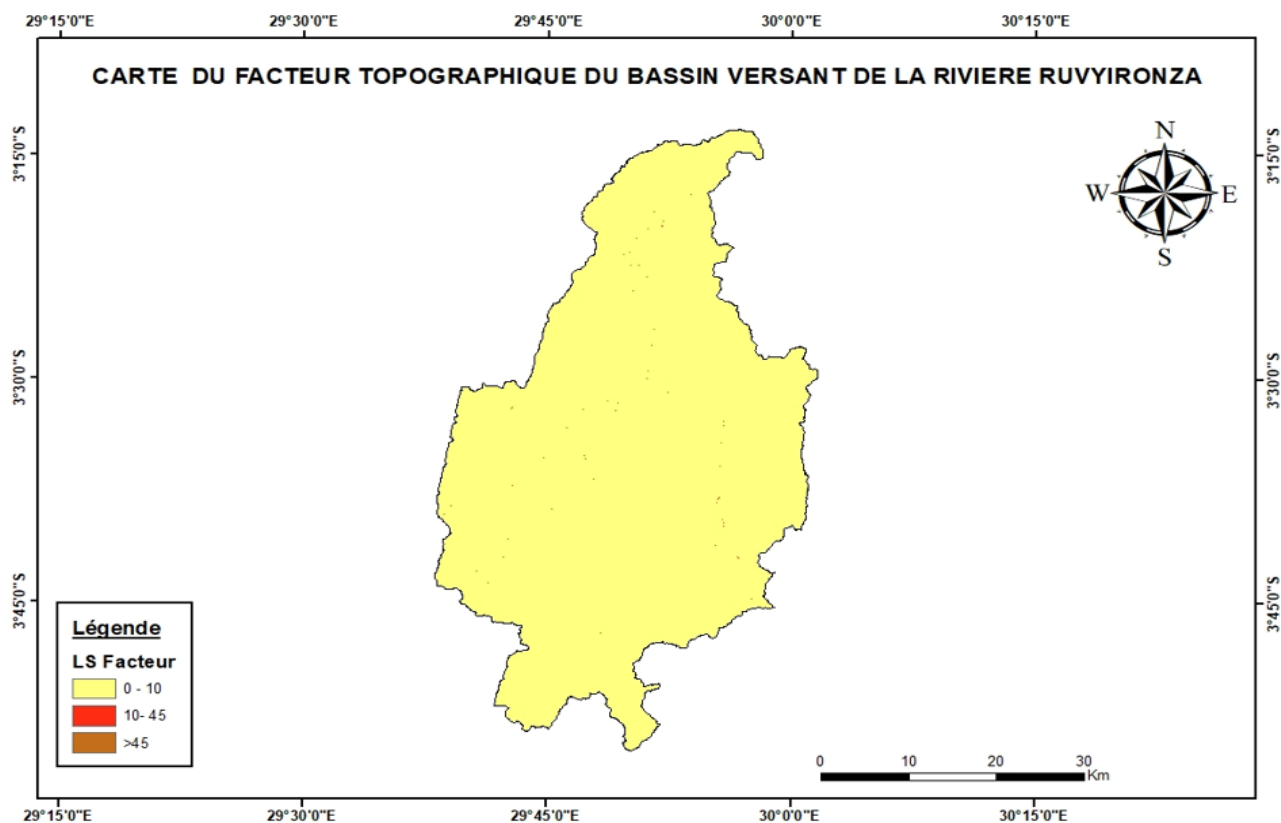 29°15'0"E 29°30'0"E 29°45'0"E 30°0'0"E 30°15'0"E
CARTE DU FACTEUR TOPOGRAPHIQUE DU BASSIN VERSANT DE LA RIVIERE RUVYIRONZA
N
W E
S
3°15'0"S 3°15'0"S
3°30'0"S 3°30'0"S
3°45'0"S 3°45'0"S
Légende
LS Facteur
0 - 10
10- 45
>45
0 10 20 30
Km
29°15'0"E 29°30'0"E 29°45'0"E 30°0'0"E 30°15'0"E